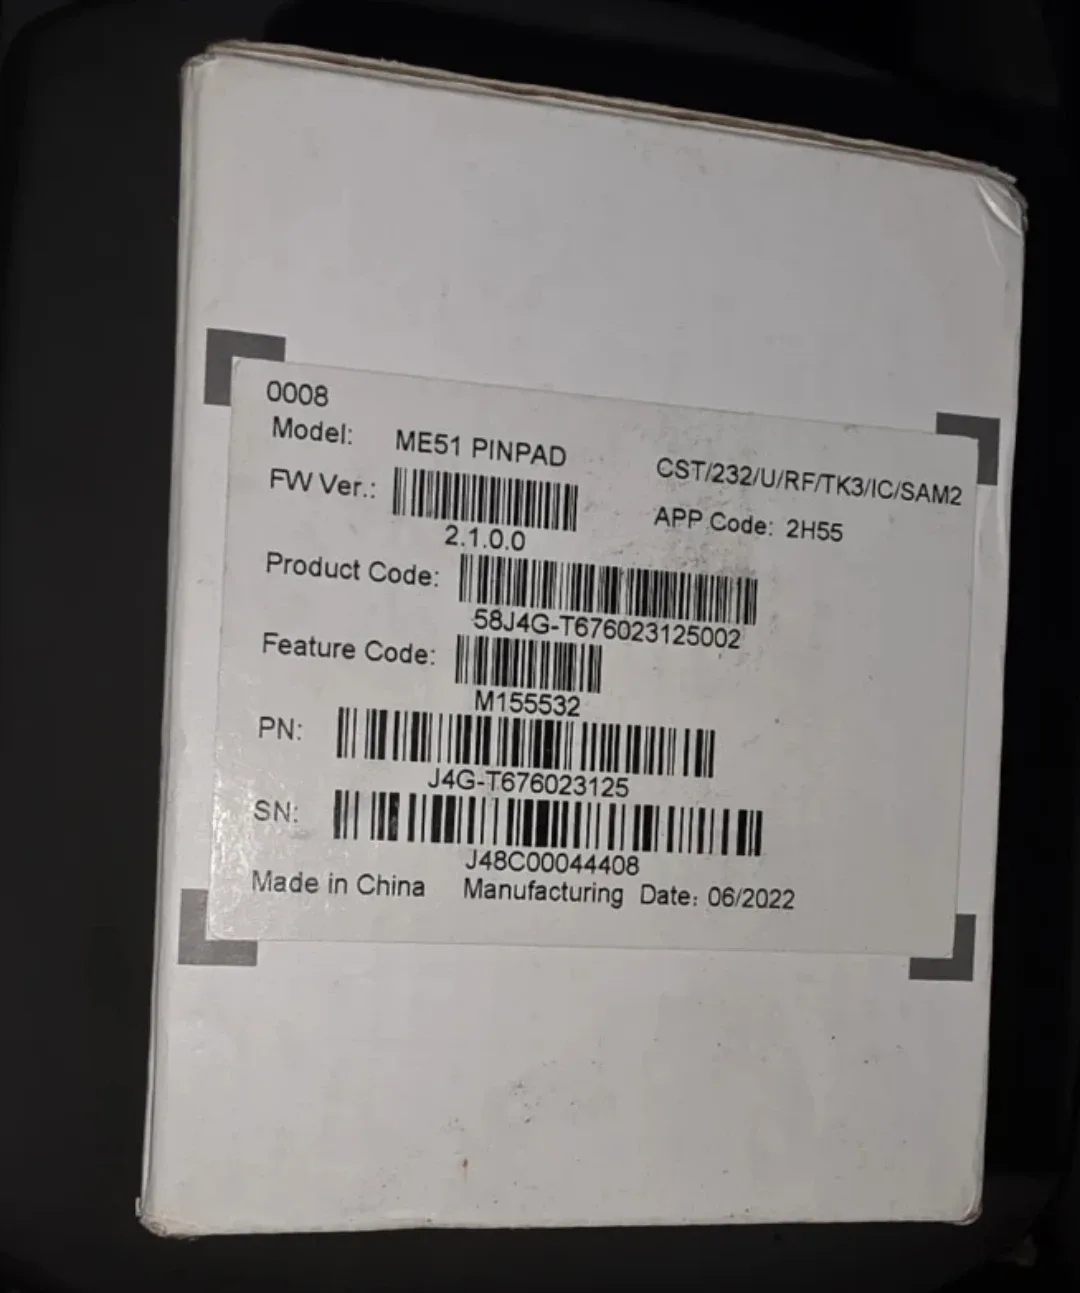 0008
Model: ME51 PINPAD CST/232/U/RF/TK3/IC/SAM2
FW Ver.: APP Code: 2H55
2.1.0.0
Product Code:
58J4G-T676023125002
Feature Code:
M155532
PN:
J4G-T676023125
SN:
J48C00044408
Made in China Manufacturing Date: 06/2022